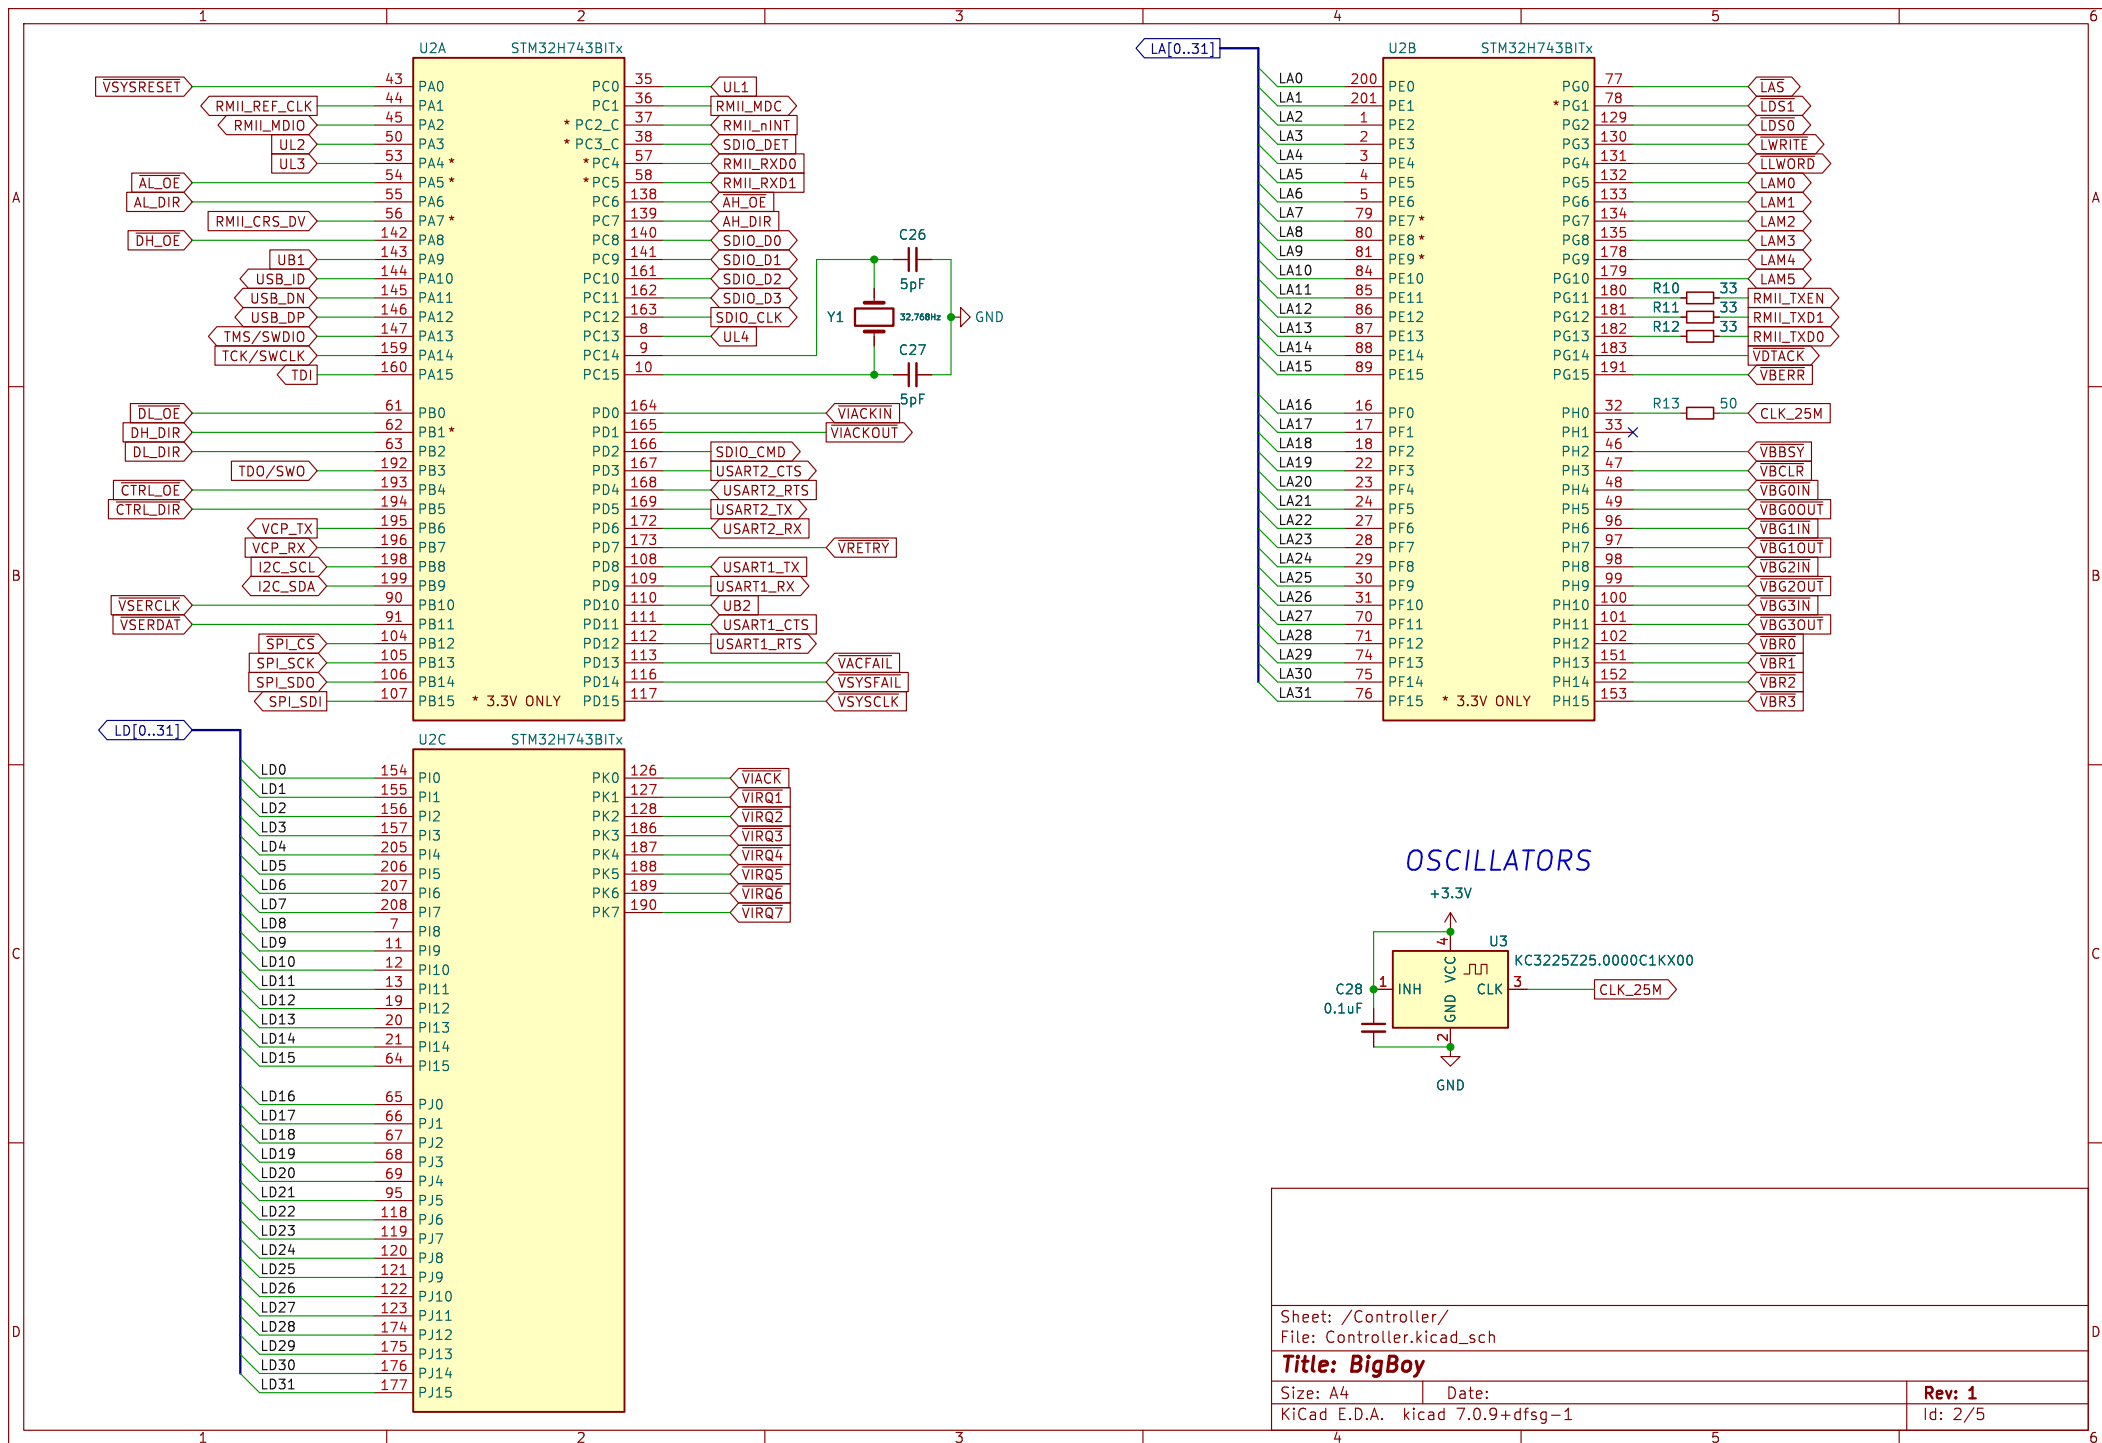 1 2 3 4 5 6
A
B
C
D
A
B
C
D
1 2 3 4 5 6
U2A STM32H743BITx
VSYSRESET 43 PA0
RMII_REF_CLK 44 PA1
RMII_MDIO 45 PA2
UL2 50 PA3
UL3 53 PA4 *
AL_OE 54 PA5 *
AL_DIR 55 PA6
RMII_CRS_DV 56 PA7 *
DH_OE 142 PA8
UB1 143 PA9
USB_ID 144 PA10
USB_DN 145 PA11
USB_DP 146 PA12
TMS/SWDIO 147 PA13
TCK/SWCLK 159 PA14
TDI 160 PA15
DL_OE 61 PB0
DH_DIR 62 PB1 *
DL_DIR 63 PB2
TDO/SWO 192 PB3
CTRL_OE 193 PB4
CTRL_DIR 194 PB5
VCP_TX 195 PB6
VCP_RX 196 PB7
I2C_SCL 198 PB8
I2C_SDA 199 PB9
VSERCLK 90 PB10
VSERDAT 91 PB11
SPI_CS 104 PB12
SPI_SCK 105 PB13
SPI_SDO 106 PB14
SPI_SDI 107 PB15
* 3.3V ONLY
PC0 35 UL1
PC1 36 RMII_MDC
* PC2_C 37 RMII_nINT
* PC3_C 38 SDIO_DET
* PC4 57 RMII_RXD0
* PC5 58 RMII_RXD1
PC6 138 AH_OE
PC7 139 AH_DIR
PC8 140 SDIO_D0
PC9 141 SDIO_D1
PC10 161 SDIO_D2
PC11 162 SDIO_D3
PC12 163 SDIO_CLK
PC13 8 UL4
PC14 9
PC15 10
PD0 164 VIACKIN
PD1 165 VIACKOUT
PD2 166 SDIO_CMD
PD3 167 USART2_CTS
PD4 168 USART2_RTS
PD5 169 USART2_TX
PD6 172 USART2_RX
PD7 173 VRETRY
PD8 108 USART1_TX
PD9 109 USART1_RX
PD10 110 UB2
PD11 111 USART1_CTS
PD12 112 USART1_RTS
PD13 113 VACFAIL
PD14 116 VSYSFAIL
PD15 117 VSYSCLK
C26
5pF
Y1 32,768Hz
GND
C27
5pF
LA[0..31]
U2B STM32H743BITx
LA0 200 PE0
LA1 201 PE1
LA2 1 PE2
LA3 2 PE3
LA4 3 PE4
LA5 4 PE5
LA6 5 PE6
LA7 79 PE7 *
LA8 80 PE8 *
LA9 81 PE9 *
LA10 84 PE10
LA11 85 PE11
LA12 86 PE12
LA13 87 PE13
LA14 88 PE14
LA15 89 PE15
LA16 16 PF0
LA17 17 PF1
LA18 18 PF2
LA19 22 PF3
LA20 23 PF4
LA21 24 PF5
LA22 27 PF6
LA23 28 PF7
LA24 29 PF8
LA25 30 PF9
LA26 31 PF10
LA27 70 PF11
LA28 71 PF12
LA29 74 PF13
LA30 75 PF14
LA31 76 PF15
* 3.3V ONLY
PG0 77 LAS
* PG1 78 LDS1
PG2 129 LDS0
PG3 130 LWRITE
PG4 131 LLWORD
PG5 132 LAM0
PG6 133 LAM1
PG7 134 LAM2
PG8 135 LAM3
PG9 178 LAM4
PG10 179 LAM5
PG11 180 R10 33 RMII_TXEN
PG12 181 R11 33 RMII_TXD1
PG13 182 R12 33 RMII_TXD0
PG14 183 VDTACK
PG15 191 VBERR
PH0 32 R13 50 CLK_25M
PH1 33
PH2 46 VBBSY
PH3 47 VBCLR
PH4 48 VBG0IN
PH5 49 VBG0OUT
PH6 96 VBG1IN
PH7 97 VBG1OUT
PH8 98 VBG2IN
PH9 99 VBG2OUT
PH10 100 VBG3IN
PH11 101 VBG3OUT
PH12 102 VBR0
PH13 151 VBR1
PH14 152 VBR2
PH15 153 VBR3
LD[0..31]
U2C STM32H743BITx
LD0 154 PI0
LD1 155 PI1
LD2 156 PI2
LD3 157 PI3
LD4 205 PI4
LD5 206 PI5
LD6 207 PI6
LD7 208 PI7
LD8 7 PI8
LD9 11 PI9
LD10 12 PI10
LD11 13 PI11
LD12 19 PI12
LD13 20 PI13
LD14 21 PI14
LD15 64 PI15
LD16 65 PJ0
LD17 66 PJ1
LD18 67 PJ2
LD19 68 PJ3
LD20 69 PJ4
LD21 95 PJ5
LD22 118 PJ6
LD23 119 PJ7
LD24 120 PJ8
LD25 121 PJ9
LD26 122 PJ10
LD27 123 PJ11
LD28 174 PJ12
LD29 175 PJ13
LD30 176 PJ14
LD31 177 PJ15
PK0 126 VIACK
PK1 127 VIRQ1
PK2 128 VIRQ2
PK3 186 VIRQ3
PK4 187 VIRQ4
PK5 188 VIRQ5
PK6 189 VIRQ6
PK7 190 VIRQ7
OSCILLATORS
+3.3V
4 U3
VCC KC3225Z25.0000C1KX00
C28 1 INH CLK 3 CLK_25M
0.1uF GND
2
GND
Sheet: /Controller/
File: Controller.kicad_sch
Title: BigBoy
Size: A4 Date: Rev: 1
KiCad E.D.A. kicad 7.0.9+dfsg-1 Id: 2/5